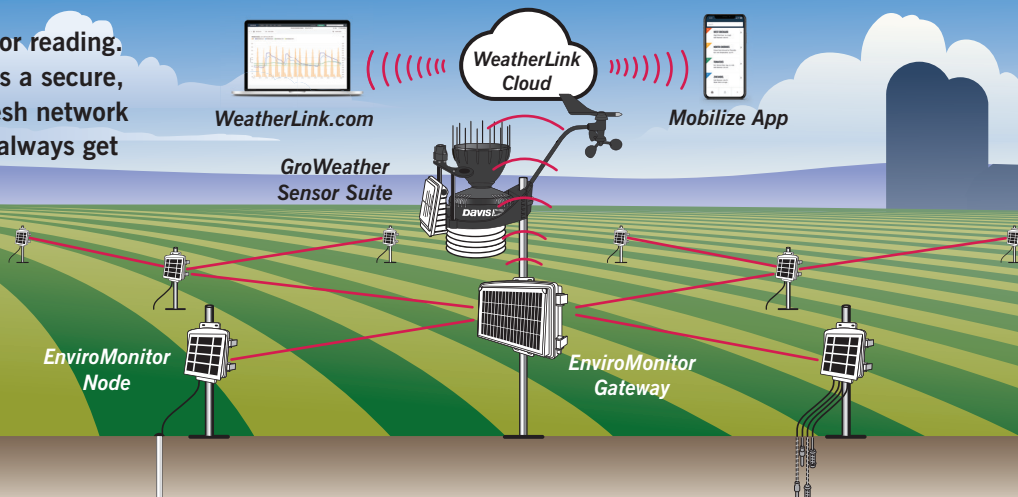 or reading.
s a secure,
esh network
always get
WeatherLink.com
WeatherLink
Cloud
Mobilize App
GroWeather
Sensor Suite
DAVIS
EnviroMonitor
Node
EnviroMonitor
Gateway